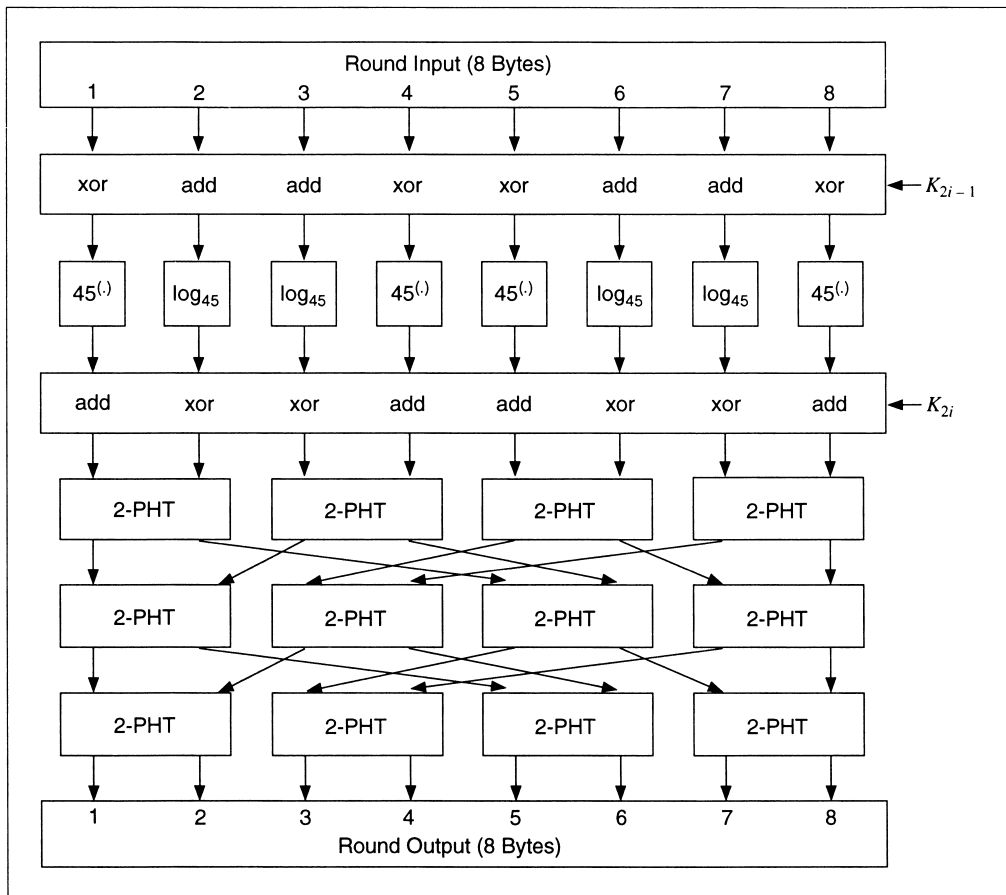 Round Input (8 Bytes)
1 2 3 4 5 6 7 8
xor add add xor xor add add xor
K2i – 1
45(.) log45 log45 45(.) 45(.) log45 log45 45(.)
add xor xor add add xor xor add
K2i
2-PHT 2-PHT 2-PHT 2-PHT
2-PHT 2-PHT 2-PHT 2-PHT
2-PHT 2-PHT 2-PHT 2-PHT
1 2 3 4 5 6 7 8
Round Output (8 Bytes)